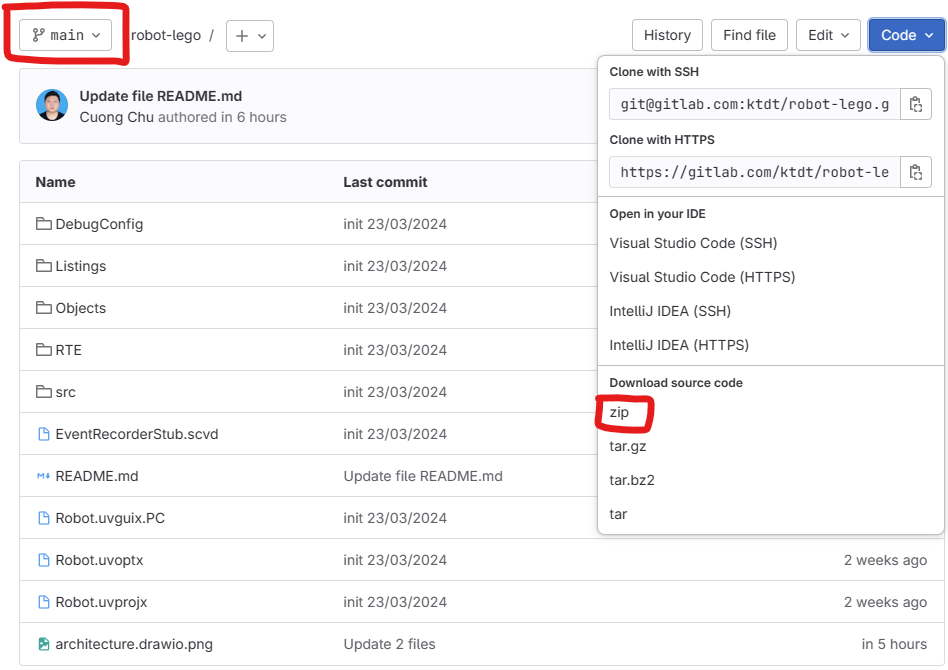 main robot-lego / + History Find file Edit Code
Update file README.md
Cuong Chu authored in 6 hours
Clone with SSH
git@gitlab.com:ktdt/robot-lego.g
Clone with HTTPS
https://gitlab.com/ktdt/robot-le
Open in your IDE
Visual Studio Code (SSH)
Visual Studio Code (HTTPS)
IntelliJ IDEA (SSH)
IntelliJ IDEA (HTTPS)
Download source code
zip
tar.gz
tar.bz2
tar
Name Last commit
DebugConfig init 23/03/2024
Listings init 23/03/2024
Objects init 23/03/2024
RTE init 23/03/2024
src init 23/03/2024
EventRecorderStub.scvd init 23/03/2024
README.md Update file README.md
Robot.uvguix.PC init 23/03/2024
Robot.uvoptx init 23/03/2024 2 weeks ago
Robot.uvprojx init 23/03/2024 2 weeks ago
architecture.drawio.png Update 2 files in 5 hours